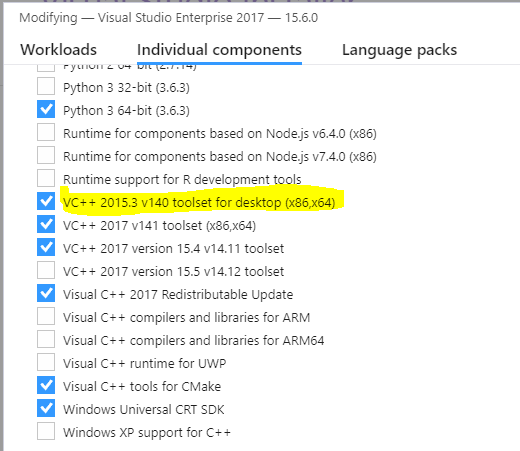 Modifying — Visual Studio Enterprise 2017 — 15.6.0
Workloads Individual components Language packs
Python 2 64-bit (2.7.14)
Python 3 32-bit (3.6.3)
Python 3 64-bit (3.6.3)
Runtime for components based on Node.js v6.4.0 (x86)
Runtime for components based on Node.js v7.4.0 (x86)
Runtime support for R development tools
VC++ 2015.3 v140 toolset for desktop (x86,x64)
VC++ 2017 v141 toolset (x86,x64)
VC++ 2017 version 15.4 v14.11 toolset
VC++ 2017 version 15.5 v14.12 toolset
Visual C++ 2017 Redistributable Update
Visual C++ compilers and libraries for ARM
Visual C++ compilers and libraries for ARM64
Visual C++ runtime for UWP
Visual C++ tools for CMake
Windows Universal CRT SDK
Windows XP support for C++